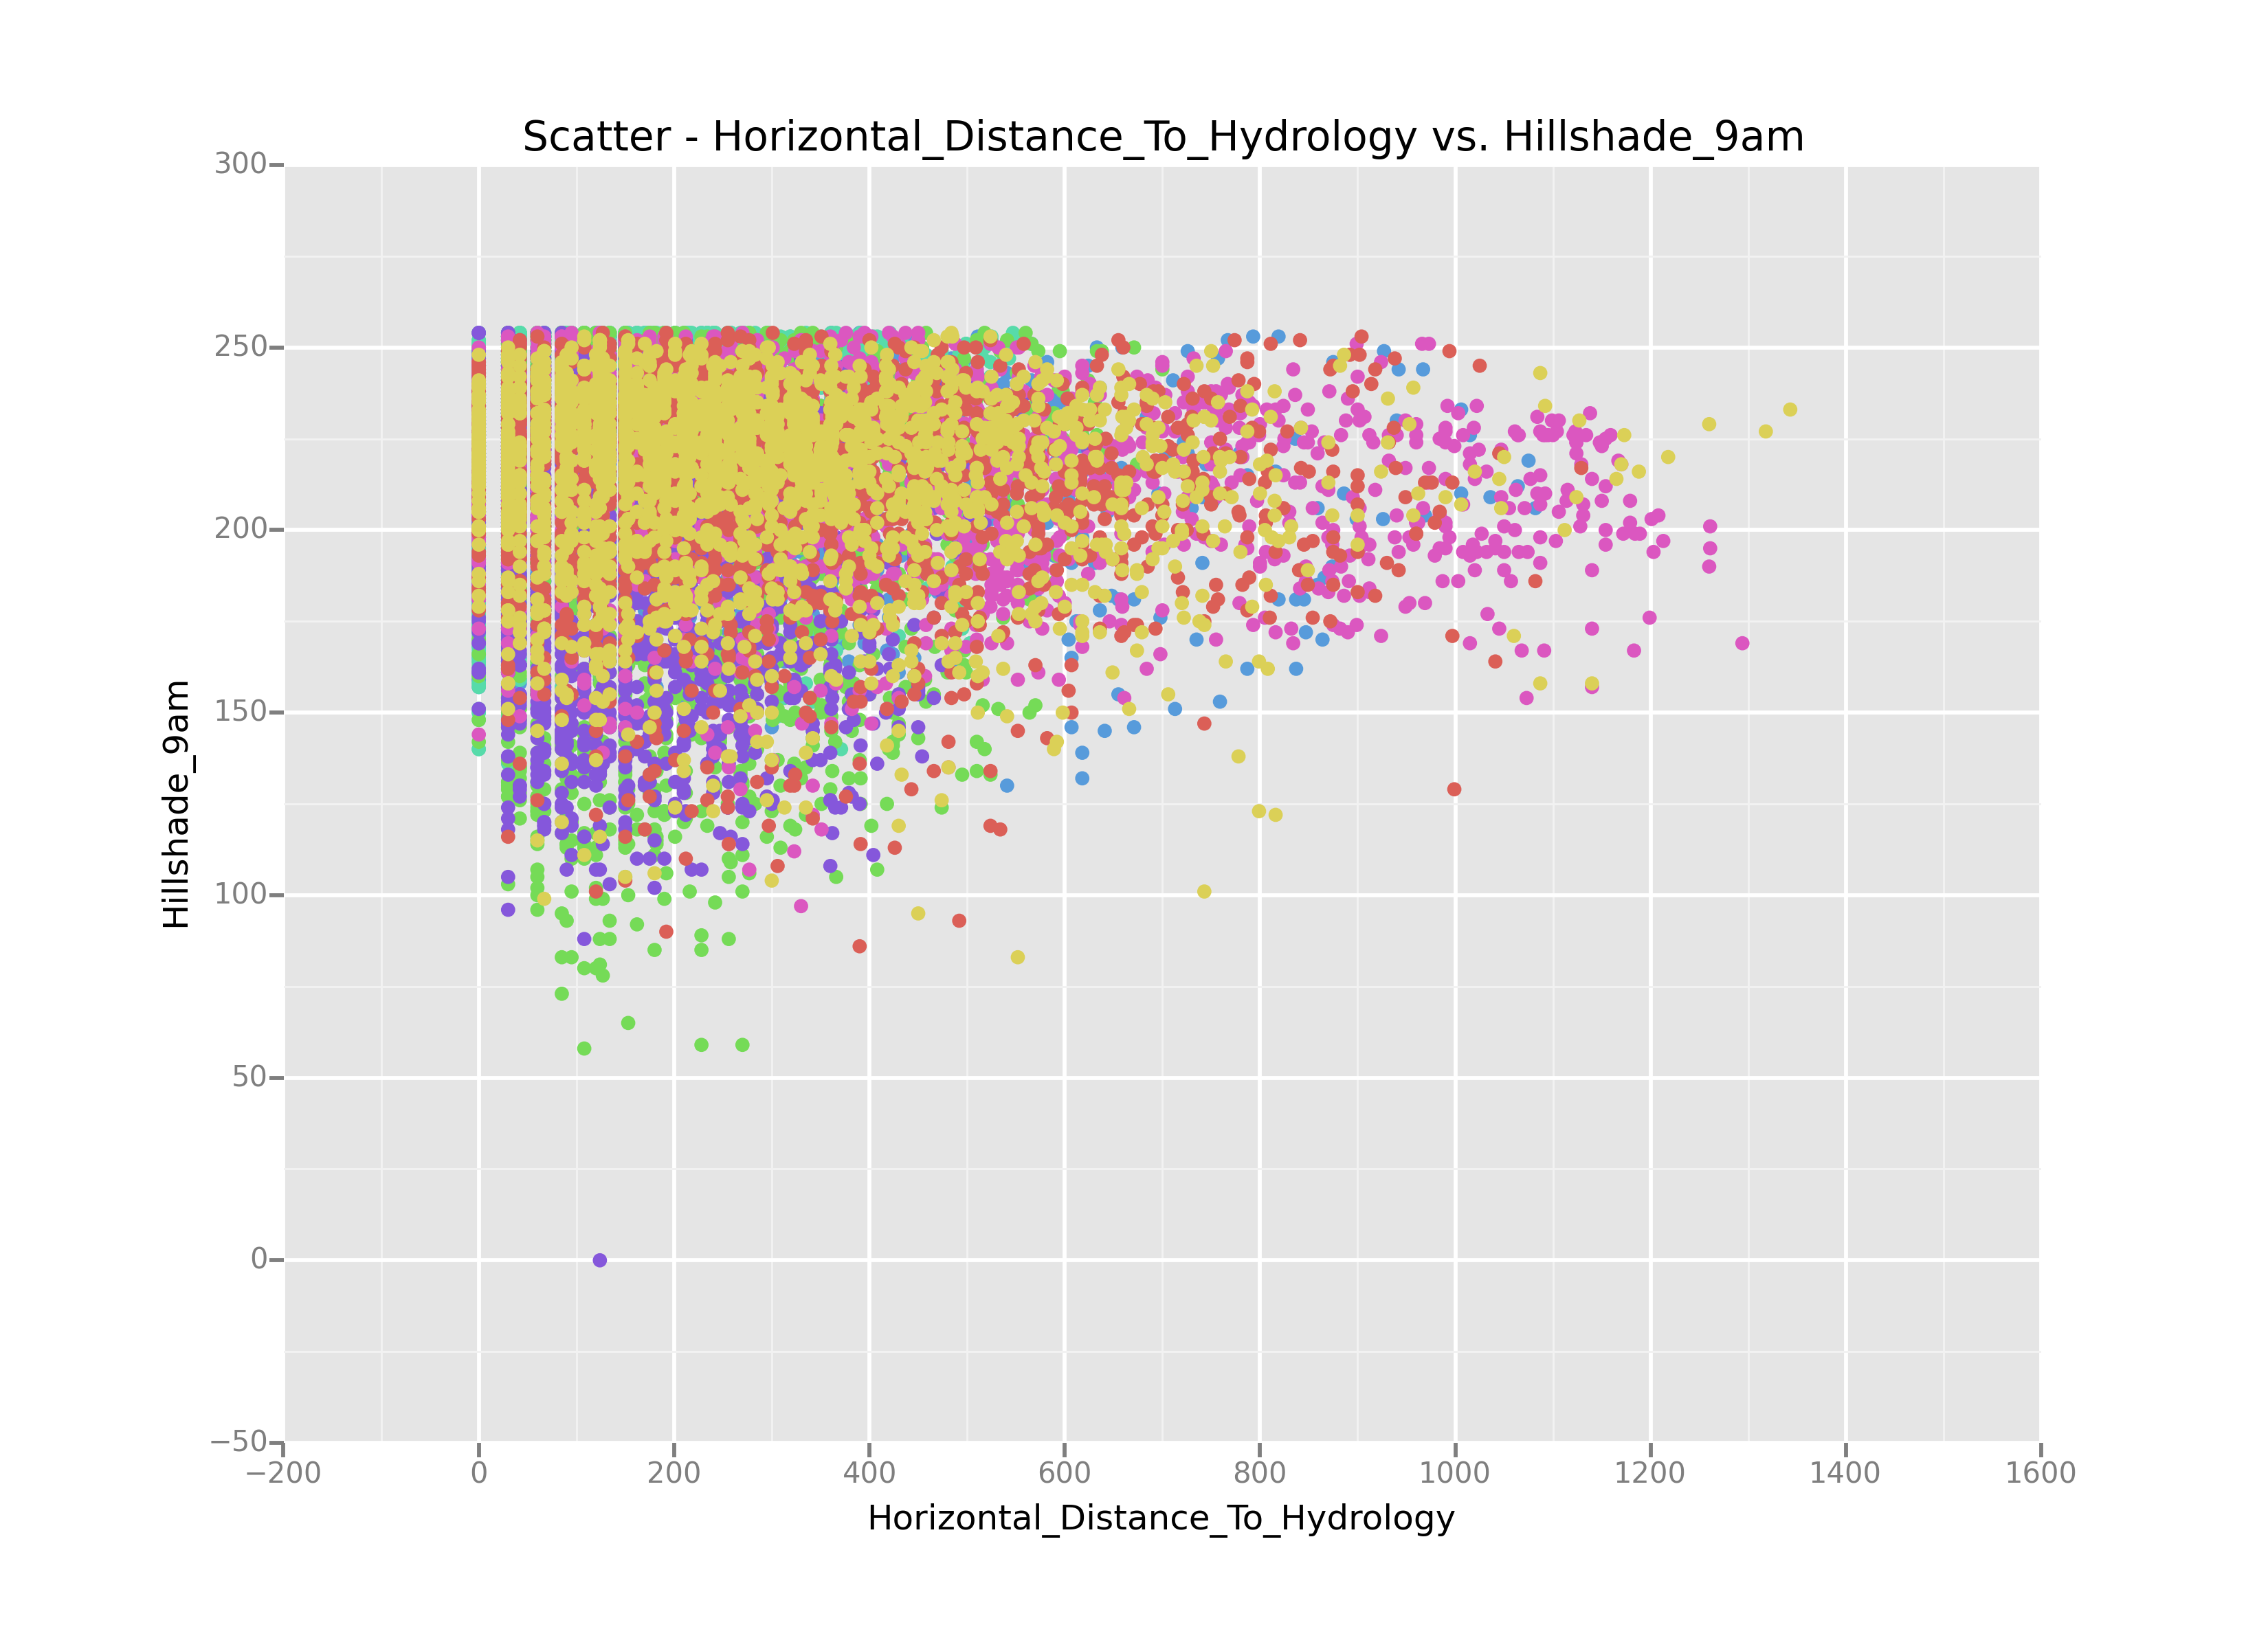 Scatter - Horizontal_Distance_To_Hydrology vs. Hillshade_9am
300
250
200
150
100
50
0
−50
Hillshade_9am
−200 0 200 400 600 800 1000 1200 1400 1600
Horizontal_Distance_To_Hydrology